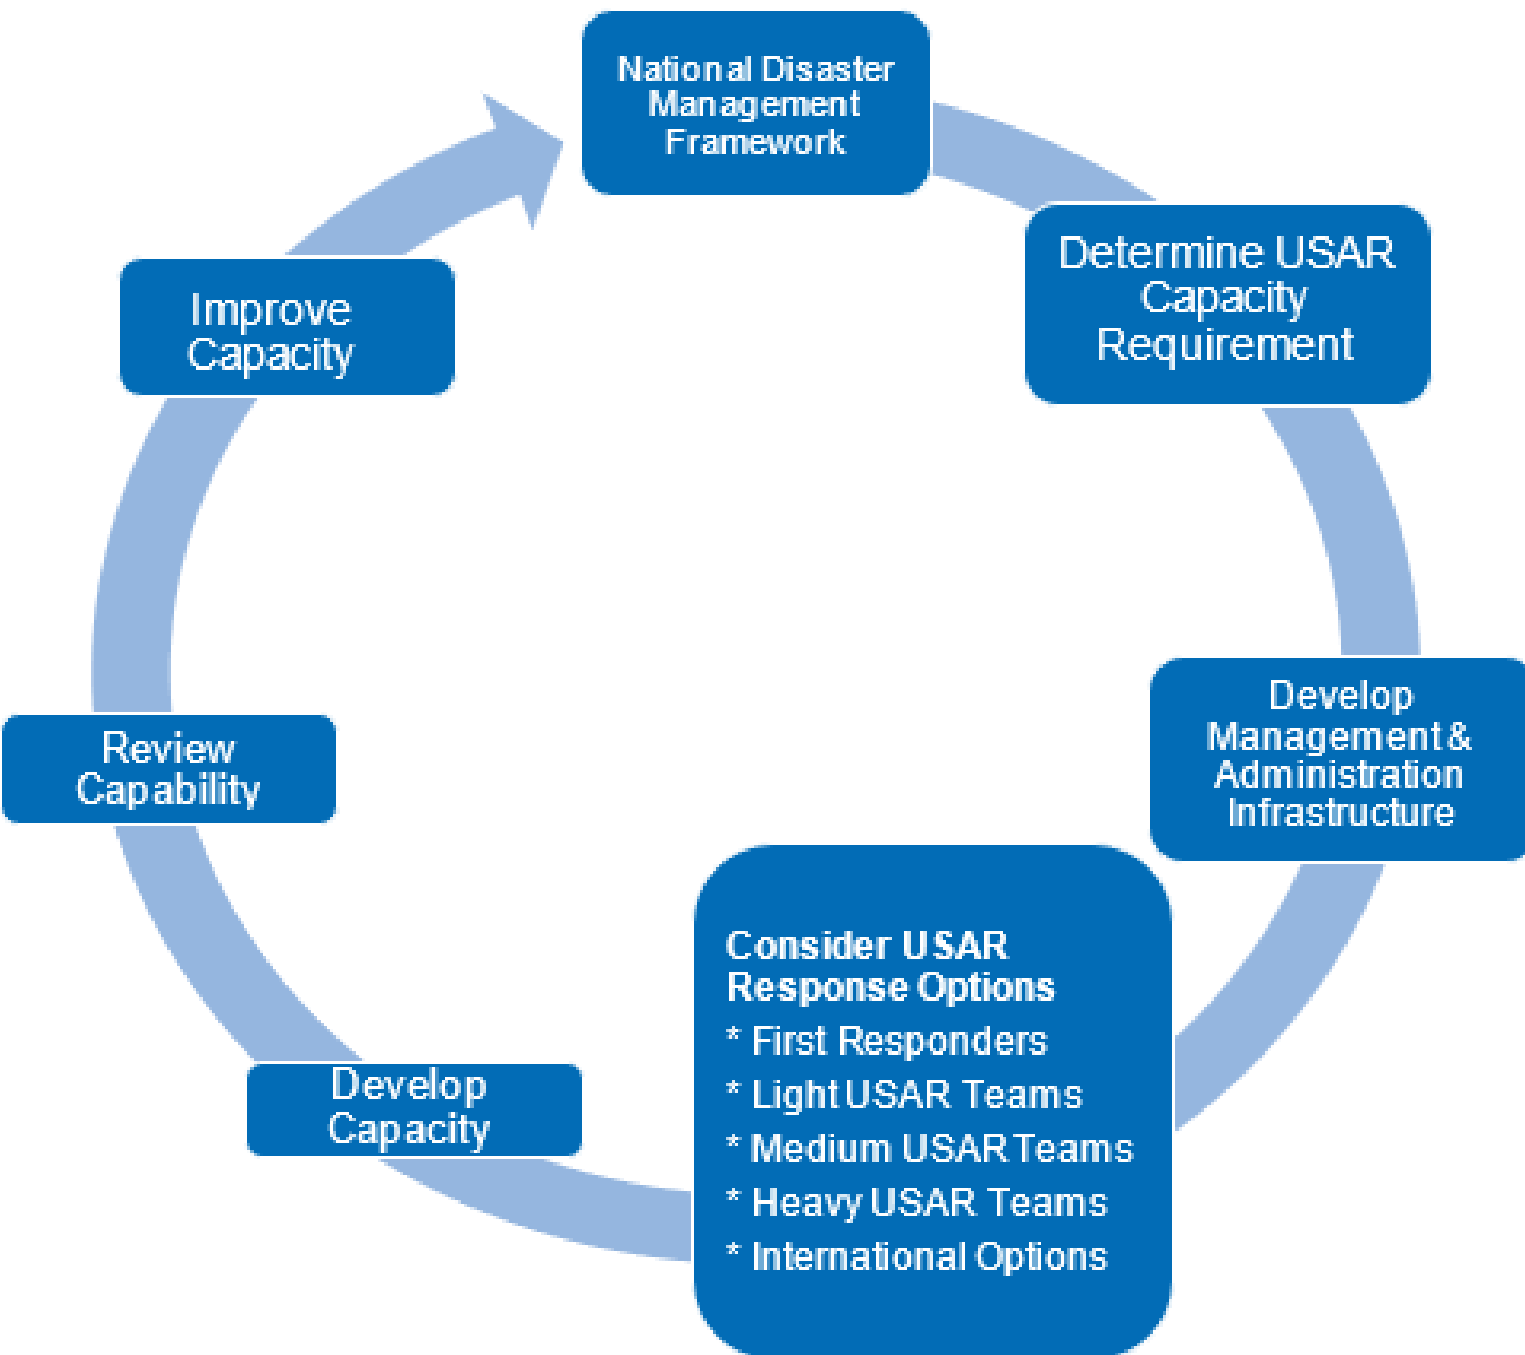 National Disaster
Management
Framework
Determine USAR
Capacity
Requirement
Develop
Management &
Administration
Infrastructure
Consider USAR
Response Options
* First Responders
* Light USAR Teams
* Medium USAR Teams
* Heavy USAR Teams
* International Options
Develop
Capacity
Review
Capability
Improve
Capacity